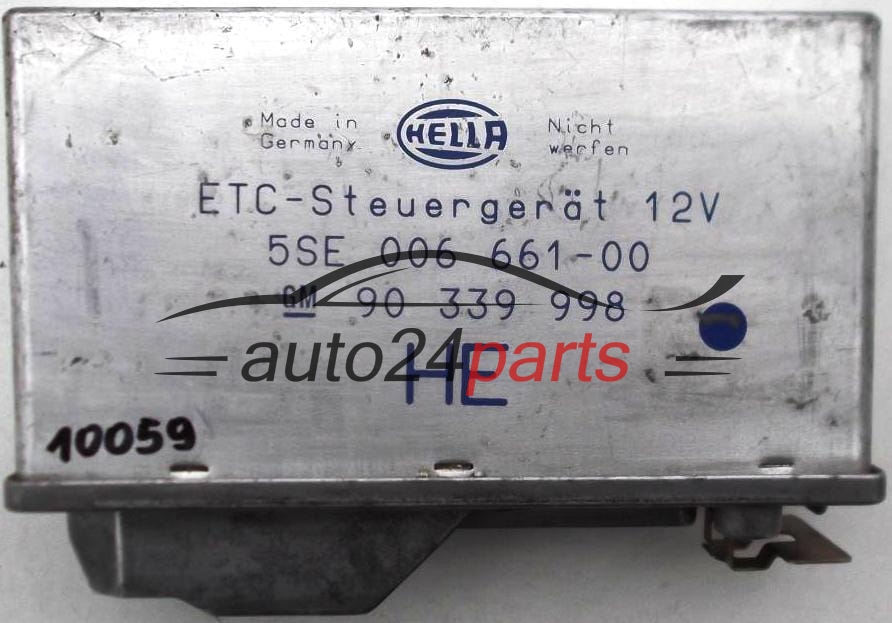 Made in
Germany
HELLA
Nicht
werfen
ETC-Steuergerät 12V
5SE 006 661-00
GM 90 339 998
auto24parts
HE
10059